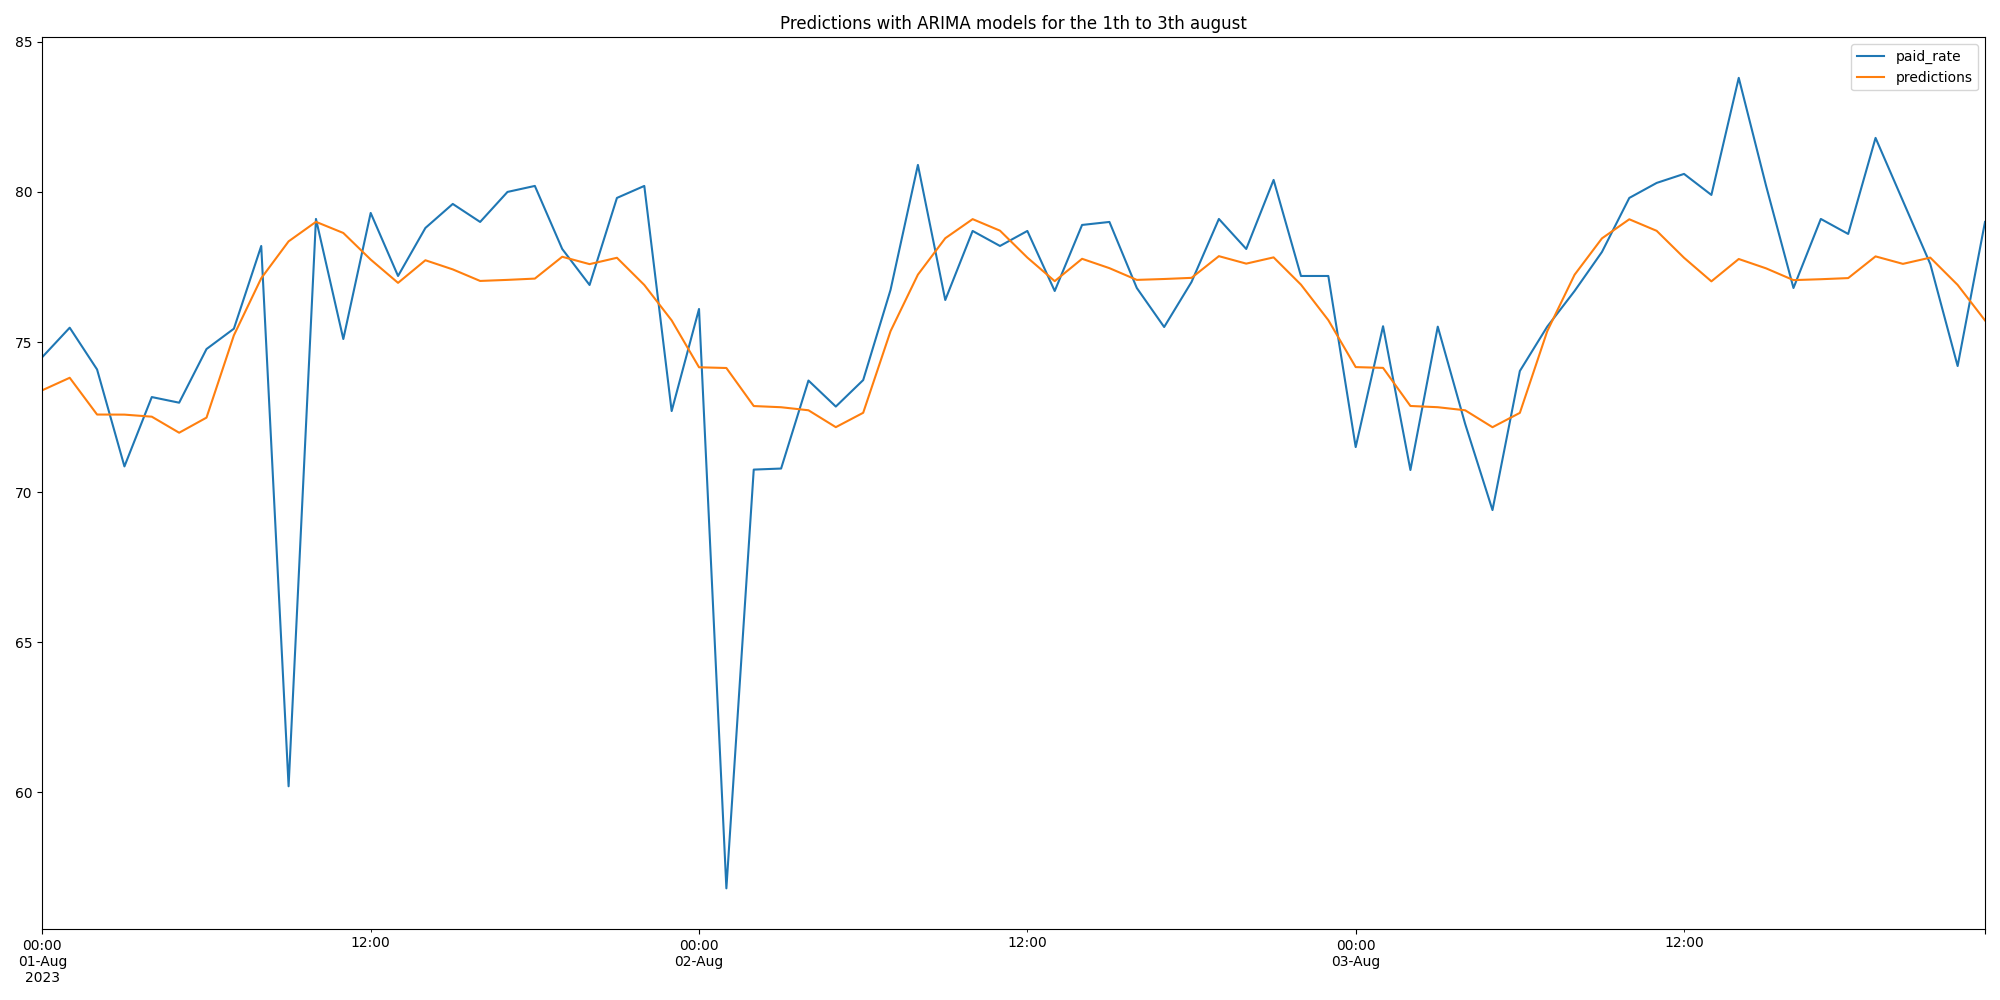 Predictions with ARIMA models for the 1th to 3th august
paid_rate
predictions
85
80
75
70
65
60
00:00
01-Aug
2023
12:00
00:00
02-Aug
12:00
00:00
03-Aug
12:00